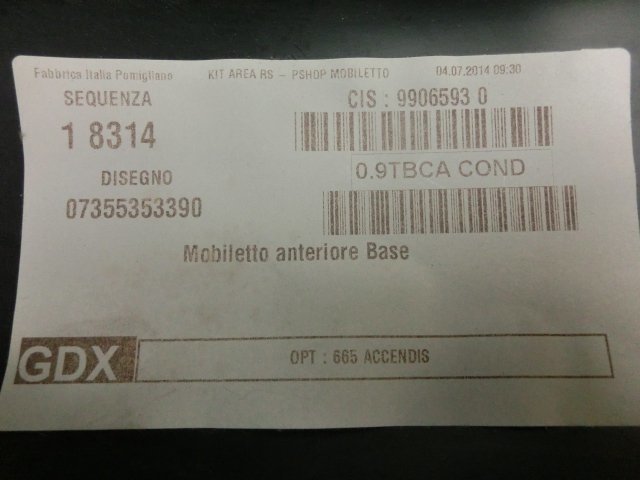 Fabbrica Italia Pomigliano KIT AREA RS - PSHOP MOBILETTO 04.07.2014 09:30
SEQUENZA CIS : 9906593 0
1 8314
0.9TBCA COND
DISEGNO
07355353390
Mobiletto anteriore Base
GDX OPT : 665 ACCENDIS